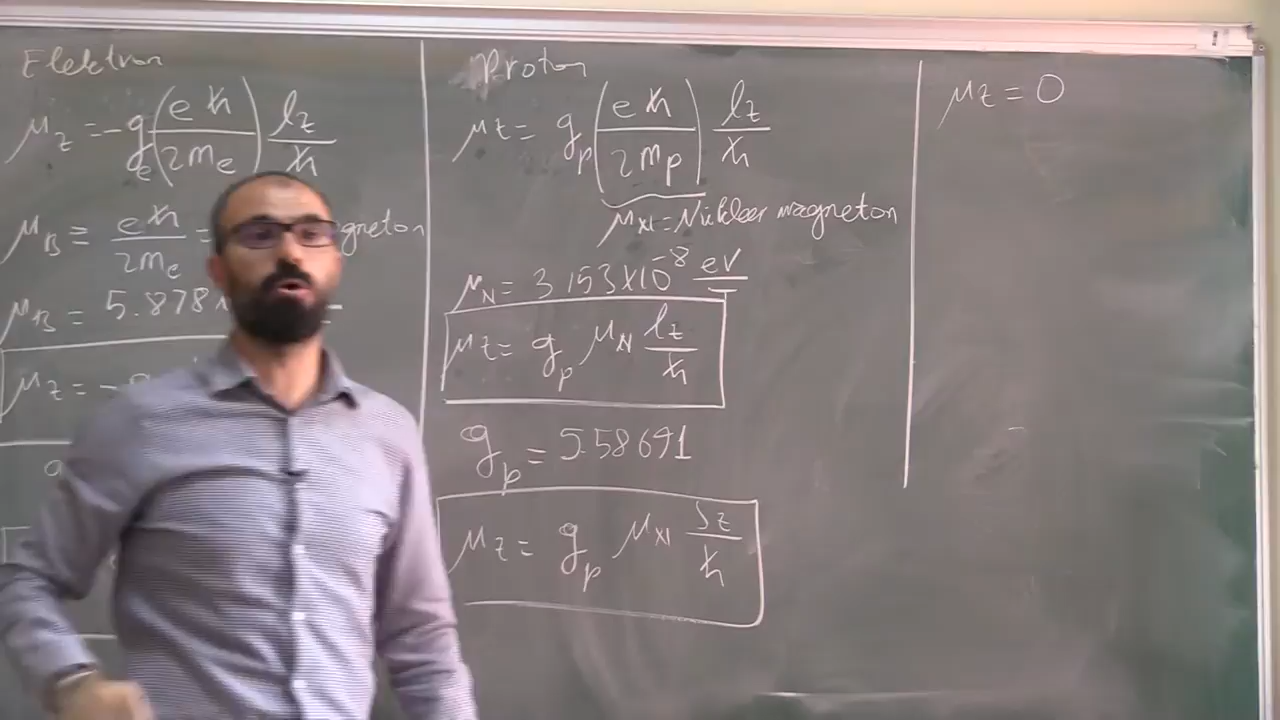 Elektron
μz = -ge(eħ/2me) lz/ħ
μB = eħ/2me =
gneton
μB = 5.878
μz = -
Proton
μz = gp(eħ/2mp) lz/ħ
μN = Nükleer magneton
μN = 3.153x10^-8 eV/T
μz = gp μN lz/ħ
gp = 5.58691
μz = gp μN sz/ħ
μz = 0